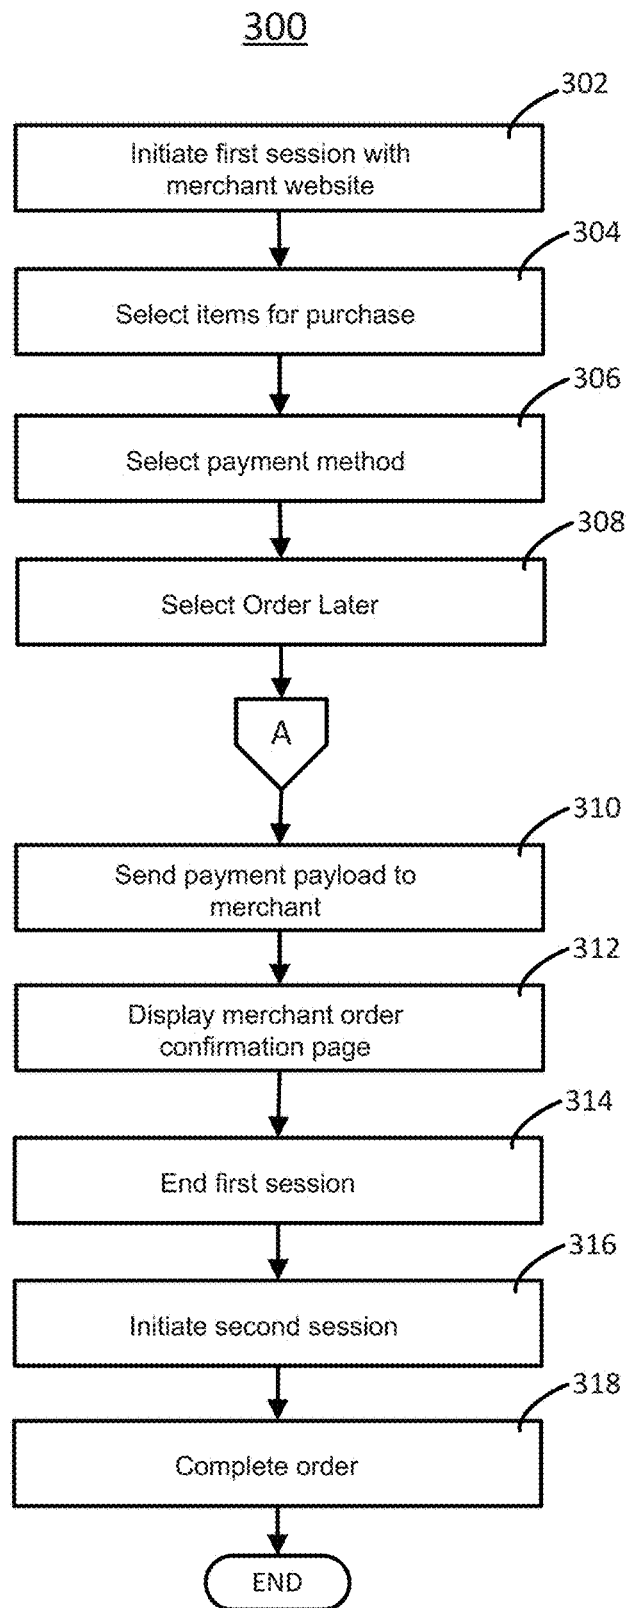 300
302
Initiate first session with
merchant website
304
Select items for purchase
306
Select payment method
308
Select Order Later
A
310
Send payment payload to
merchant
312
Display merchant order
confirmation page
314
End first session
316
Initiate second session
318
Complete order
END